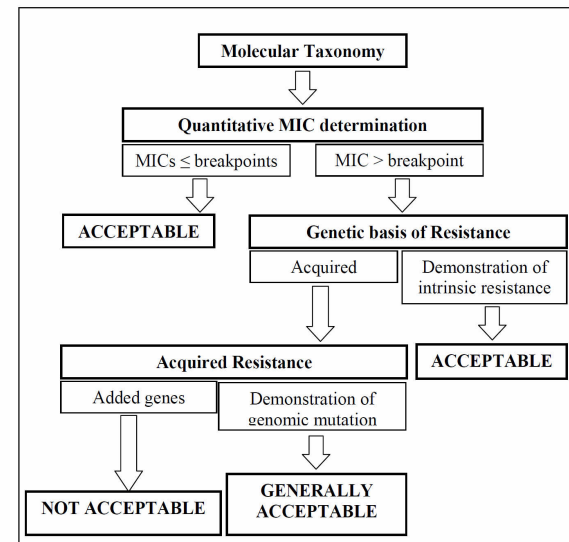 Molecular Taxonomy
Quantitative MIC determination
MICs ≤ breakpoints
MIC > breakpoint
ACCEPTABLE
Genetic basis of Resistance
Acquired
Demonstration of
intrinsic resistance
Acquired Resistance
ACCEPTABLE
Added genes
Demonstration of
genomic mutation
NOT ACCEPTABLE
GENERALLY
ACCEPTABLE